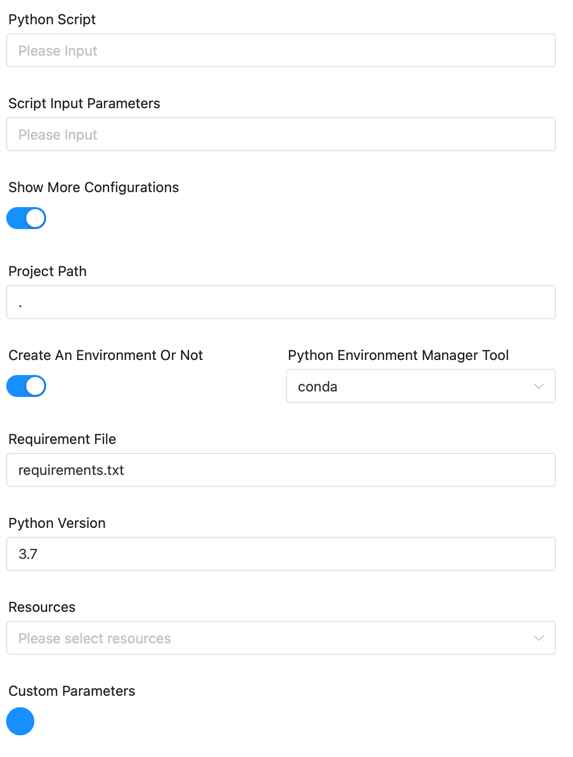 Python Script
Please Input
Script Input Parameters
Please Input
Show More Configurations
Project Path
.
Create An Environment Or Not
Python Environment Manager Tool
conda
Requirement File
requirements.txt
Python Version
3.7
Resources
Please select resources
Custom Parameters